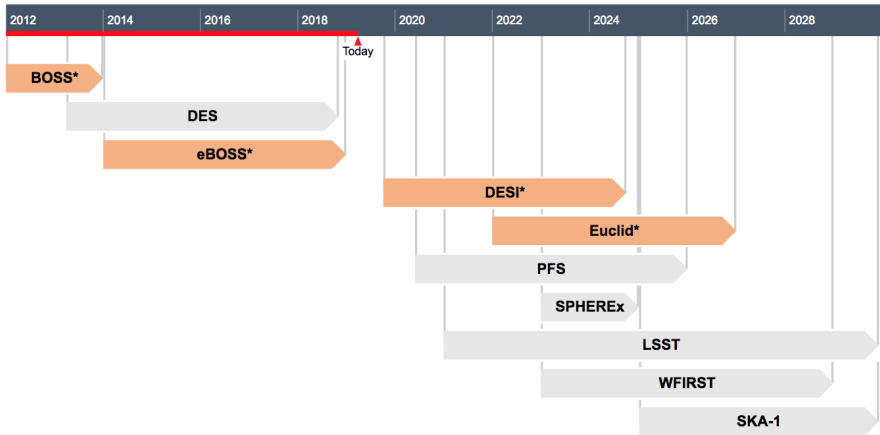 2012 2014 2016 2018 2020 2022 2024 2026 2028
Today
BOSS*
DES
eBOSS*
DESI*
Euclid*
PFS
SPHEREx
LSST
WFIRST
SKA-1